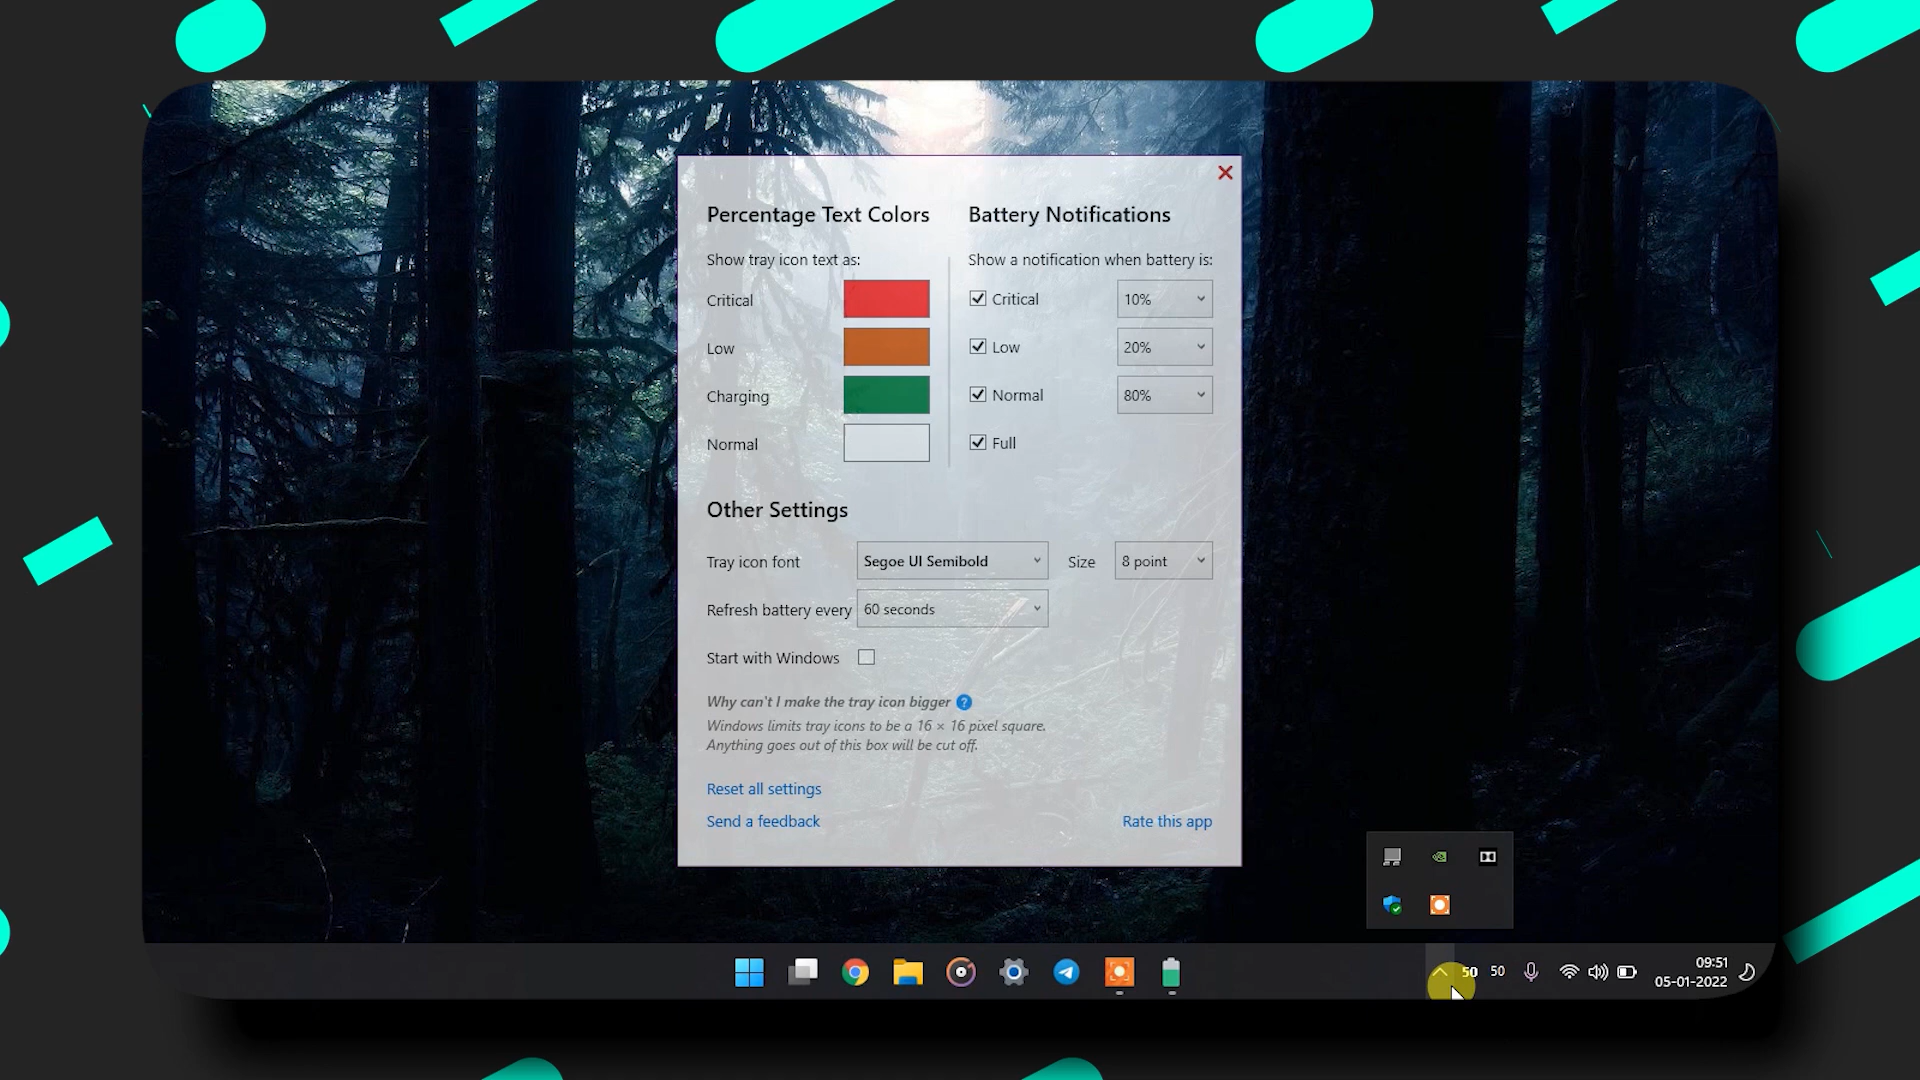 Percentage Text Colors
Show tray icon text as:
Critical
Low
Charging
Normal
Battery Notifications
Show a notification when battery is:
Critical 10%
Low 20%
Normal 80%
Full
Other Settings
Tray icon font Segoe UI Semibold Size 8 point
Refresh battery every 60 seconds
Start with Windows
Why can't I make the tray icon bigger ?
Windows limits tray icons to be a 16 × 16 pixel square.
Anything goes out of this box will be cut off.
Reset all settings
Send a feedback Rate this app
50 50
09:51
05-01-2022